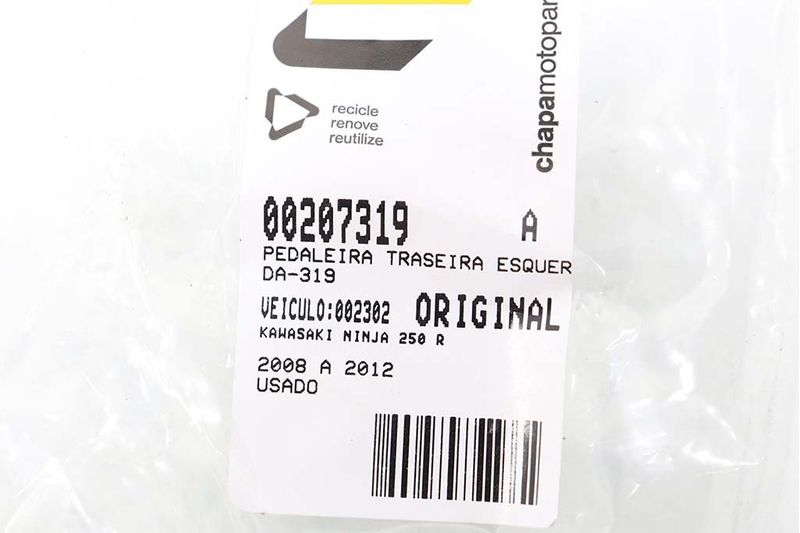 chapamotopar
recicle
renove
reutilize
00207319 A
PEDALEIRA TRASEIRA ESQUER
DA-319
VEICULO:002302 ORIGINAL
KAWASAKI NINJA 250 R
2008 A 2012
USADO